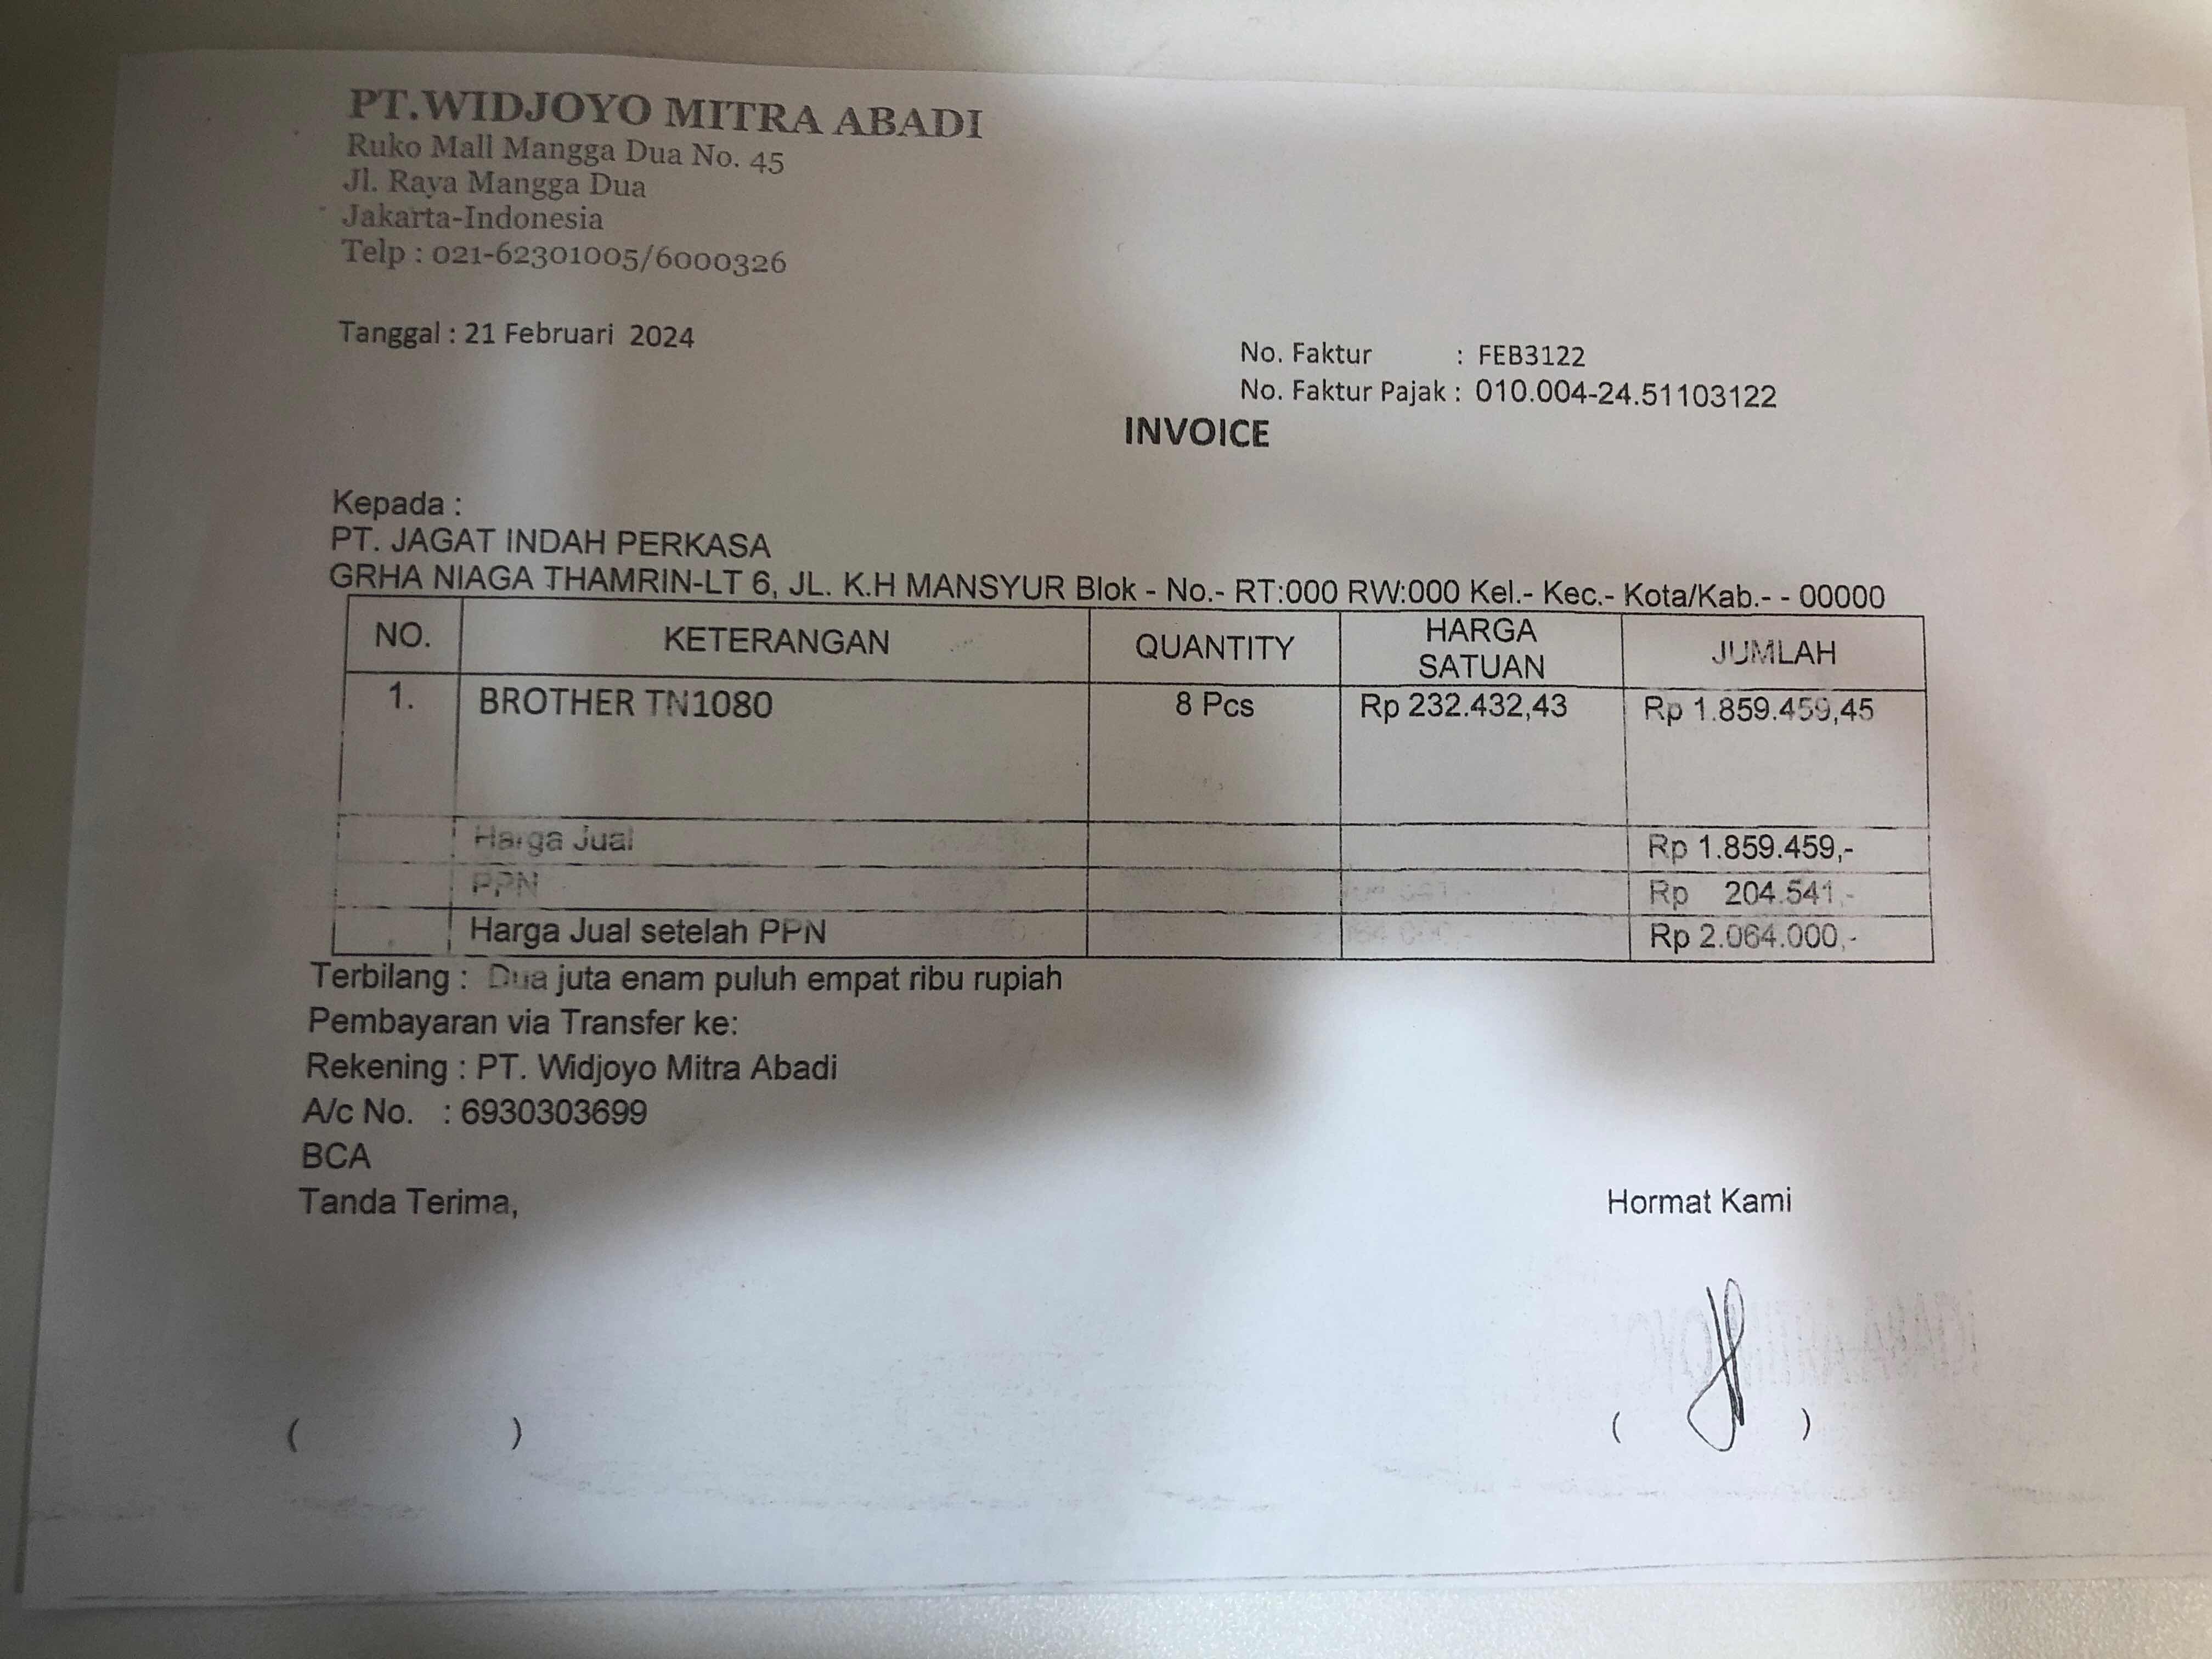 PT.WIDJOYO MITRA ABADI
Ruko Mall Mangga Dua No. 45
Jl. Raya Mangga Dua
Jakarta-Indonesia
Telp : 021-62301005/6000326
Tanggal : 21 Februari 2024
No. Faktur : FEB3122
No. Faktur Pajak : 010.004-24.51103122
INVOICE
Kepada :
PT. JAGAT INDAH PERKASA
GRHA NIAGA THAMRIN-LT 6, JL. K.H MANSYUR Blok - No.- RT:000 RW:000 Kel.- Kec.- Kota/Kab.- - 00000
NO. KETERANGAN QUANTITY HARGA SATUAN JUMLAH
1. BROTHER TN1080 8 Pcs Rp 232.432,43 Rp 1.859.459,45
Harga Jual Rp 1.859.459,-
PPN Rp 204.541,-
Harga Jual setelah PPN Rp 2.064.000,-
Terbilang : Dua juta enam puluh empat ribu rupiah
Pembayaran via Transfer ke:
Rekening : PT. Widjoyo Mitra Abadi
A/c No. : 6930303699
BCA
Tanda Terima,
Hormat Kami
( )
( )